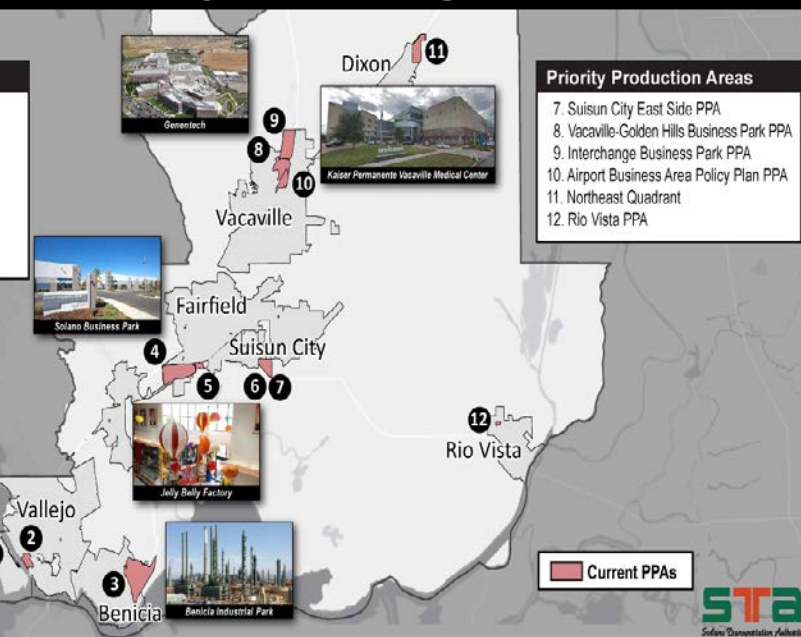 Genentech
Dixon
11
Priority Production Areas
7. Suisun City East Side PPA
8. Vacaville-Golden Hills Business Park PPA
9. Interchange Business Park PPA
10. Airport Business Area Policy Plan PPA
11. Northeast Quadrant
12. Rio Vista PPA
9
8
10
Kaiser Permanente Vacaville Medical Center
Vacaville
Solano Business Park
Fairfield
Suisun City
4
5
6
7
12
Rio Vista
Jelly Belly Factory
Vallejo
2
3
Benicia
Benicia Industrial Park
Current PPAs
STA
Solano Transportation Authority